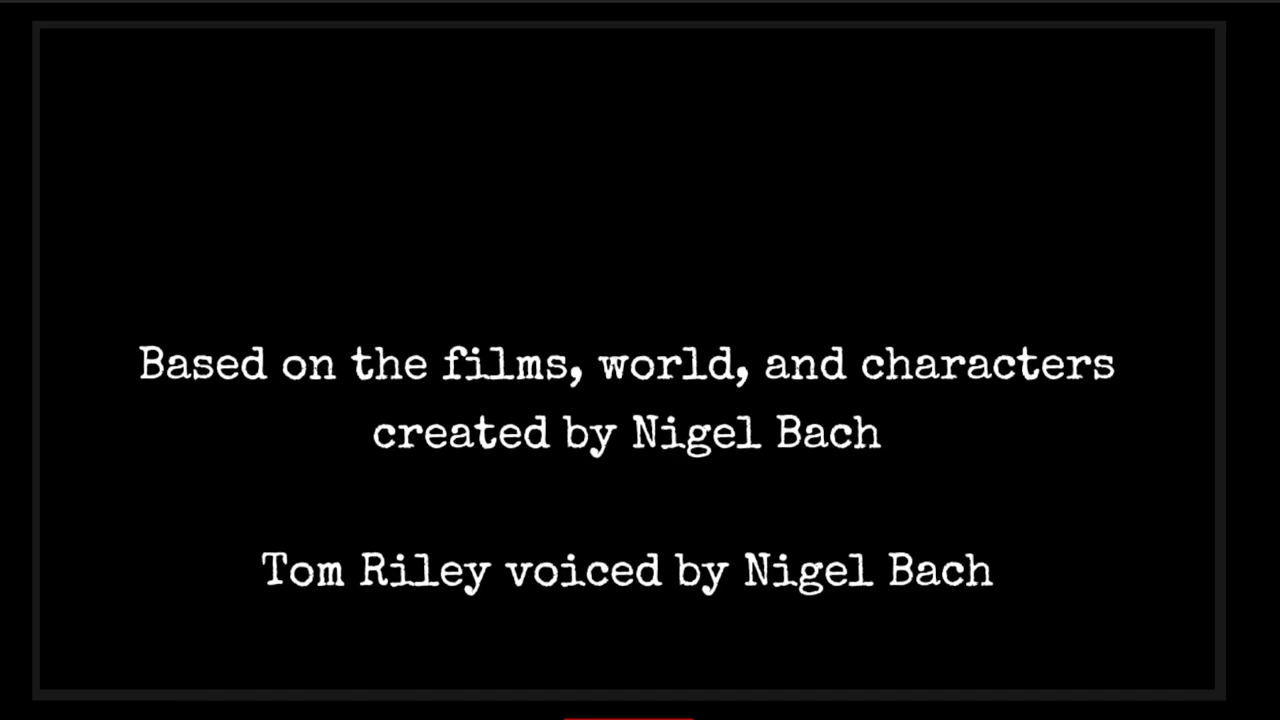 Based on the films, world, and characters
created by Nigel Bach
Tom Riley voiced by Nigel Bach